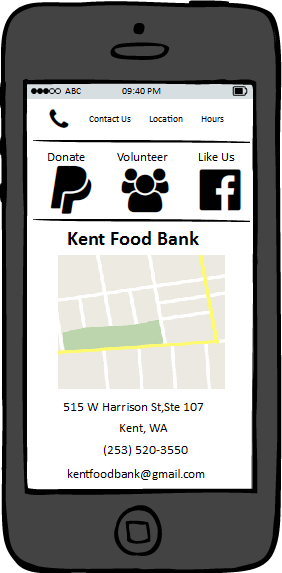 ABC 09:40 PM
Contact Us Location Hours
Donate Volunteer Like Us
Kent Food Bank
515 W Harrison St,Ste 107
Kent, WA
(253) 520-3550
kentfoodbank@gmail.com